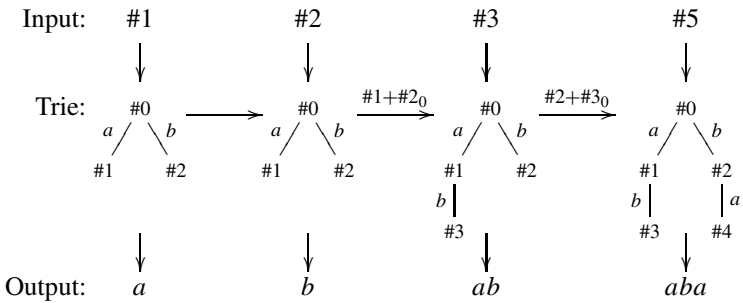 Input: #1 #2 #3 #5
Trie: #0 #0 #1+#2₀ #0 #2+#3₀ #0
a b a b a b a b
#1 #2 #1 #2 #1 #2 #1 #2
b b a
#3 #3 #4
Output: a b ab aba